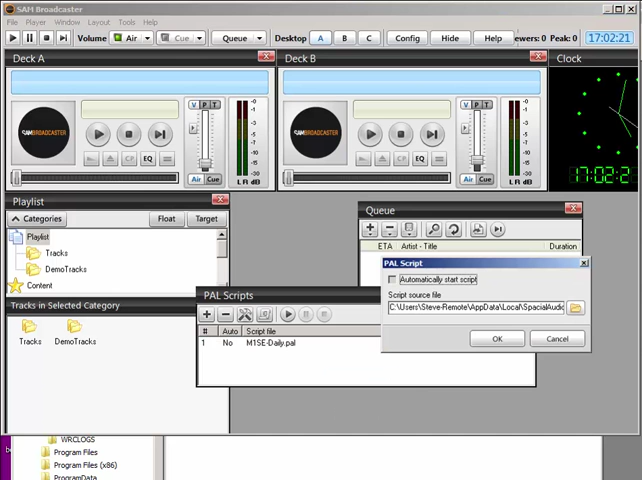 SAM Broadcaster
File Player Window Layout Tools Help
Volume Air Cue Queue Desktop A B C Config Hide Help ewers: 0 Peak: 0 17:02:21
Deck A
Deck B
Clock
V P T
V P T
SAMBROADCASTER
SAMBROADCASTER
CP EQ
CP EQ
Air Cue
L R dB
Air Cue
L R dB
17:02:2
Playlist
Categories Float Target
Playlist
Tracks
DemoTracks
Content
Tracks in Selected Category
Tracks DemoTracks
Queue
ETA Artist - Title Duration
PAL Script
Automatically start script
Script source file
C:\Users\Steve-Remote\AppData\Local\SpacialAudio
OK Cancel
PAL Scripts
# Auto Script file
1 No M1SE-Daily.pal
WRCLOGS
Program Files
Program Files (x86)
ProgramData